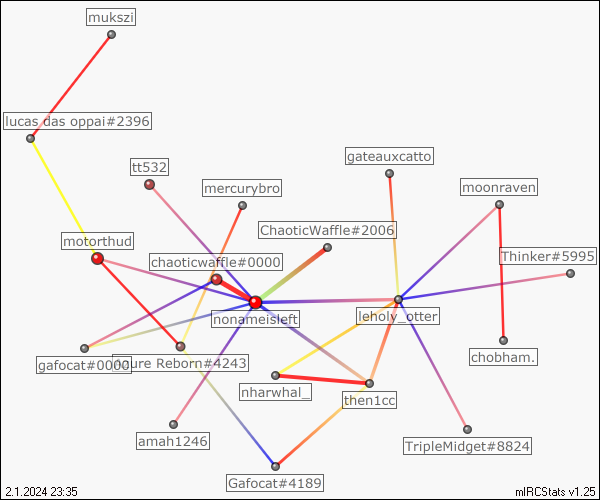 mukszi
lucas das oppai#2396
gateauxcatto
tt532
mercurybro
moonraven
ChaoticWaffle#2006
motorthud
Thinker#5995
chaoticwaffle#0000
nonameisleft
leholy_otter
gafocat#0000
Azure Reborn#4243
chobham.
nharwhal_
then1cc
amah1246
TripleMidget#8824
Gafocat#4189
2.1.2024 23:35
mIRCStats v1.25